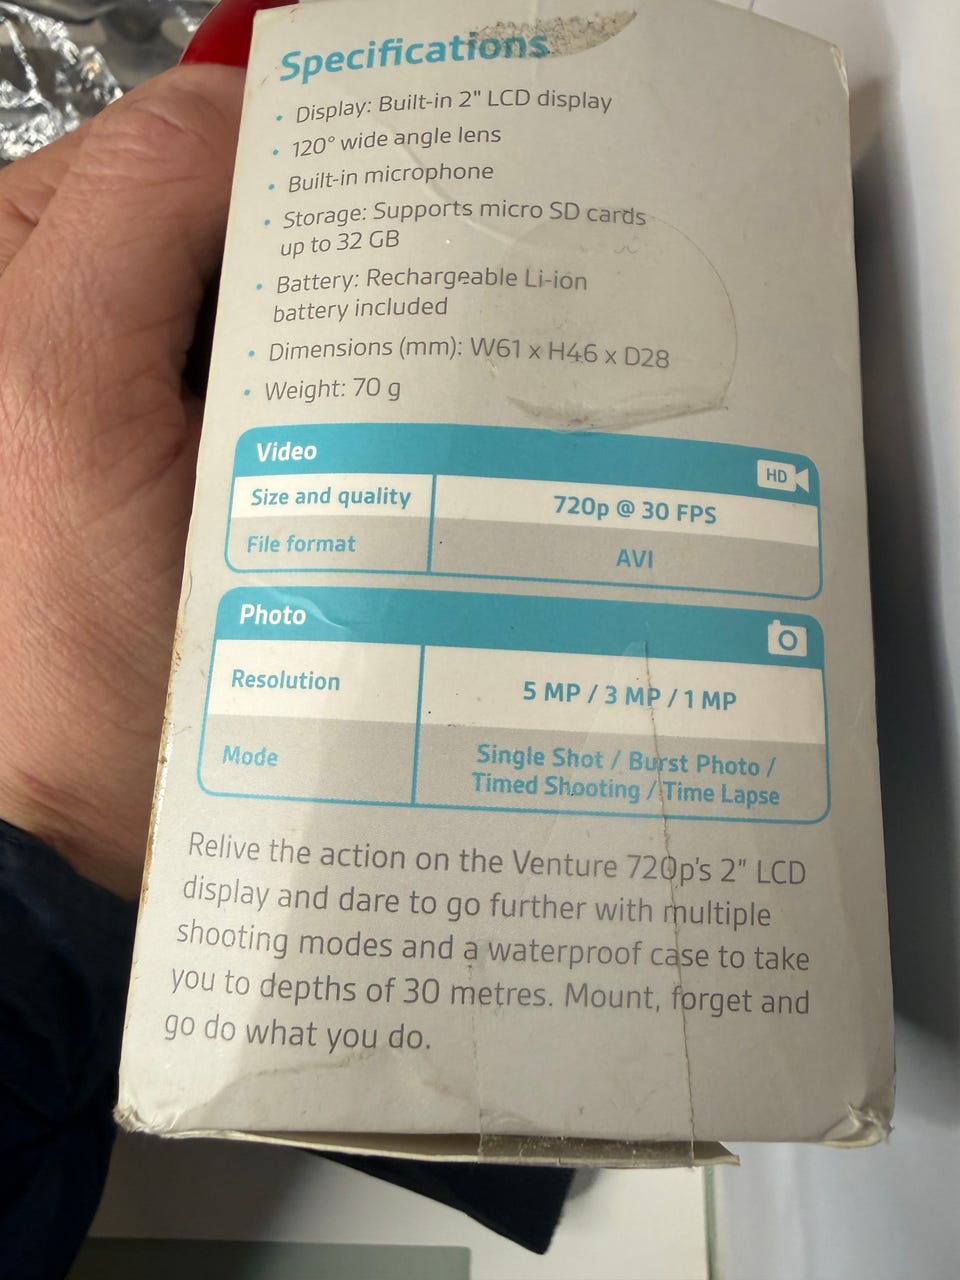 Specifications
• Display: Built-in 2" LCD display
• 120° wide angle lens
• Built-in microphone
• Storage: Supports micro SD cards
up to 32 GB
• Battery: Rechargeable Li-ion
battery included
• Dimensions (mm): W61 x H46 x D28
• Weight: 70 g
Video
HD
Size and quality 720p @ 30 FPS
File format AVI
Photo
Resolution 5 MP / 3 MP / 1 MP
Mode Single Shot / Burst Photo /
Timed Shooting / Time Lapse
Relive the action on the Venture 720p's 2" LCD
display and dare to go further with multiple
shooting modes and a waterproof case to take
you to depths of 30 metres. Mount, forget and
go do what you do.